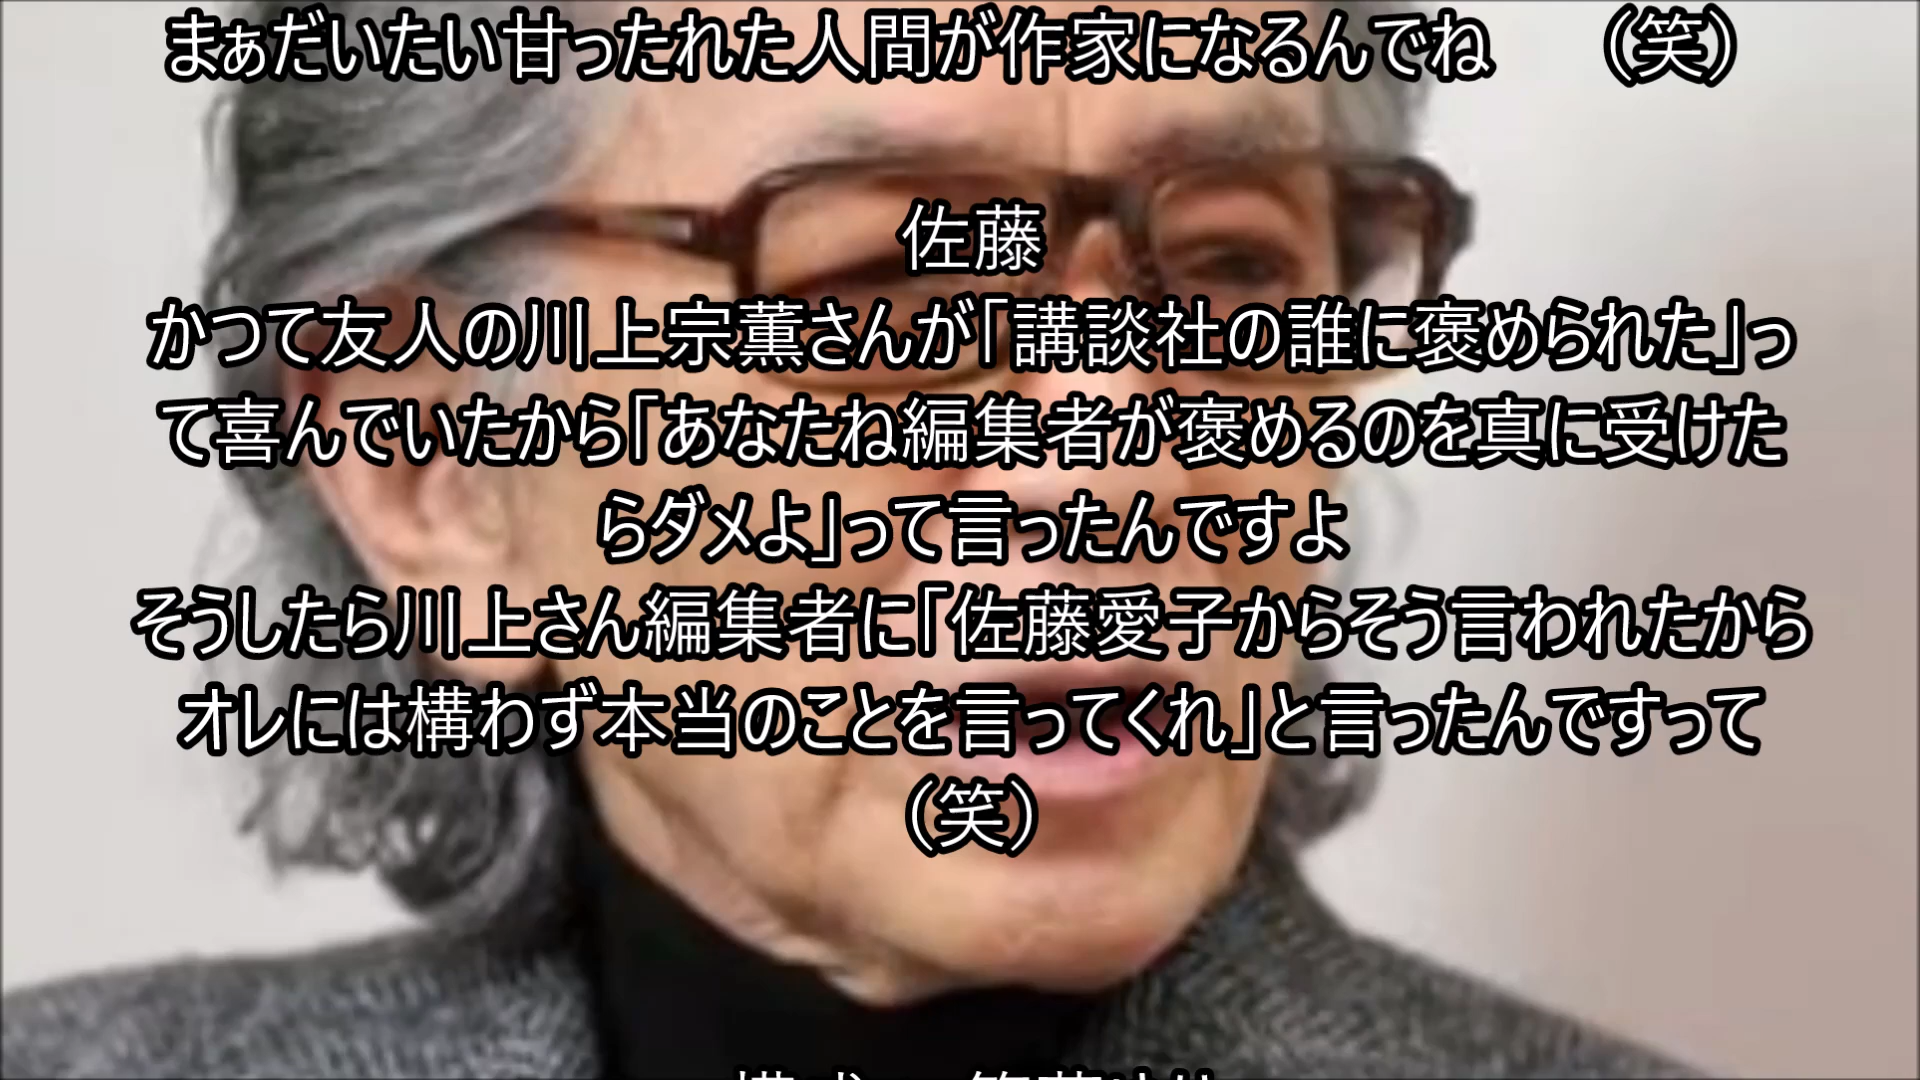 まぁだいたい甘ったれた人間が作家になるんでね　　（笑）
佐藤
かつて友人の川上宗薫さんが「講談社の誰に褒められた」っ
て喜んでいたから「あなたね編集者が褒めるのを真に受けた
らダメよ」って言ったんですよ
そうしたら川上さん編集者に「佐藤愛子からそう言われたから
オレには構わず本当のことを言ってくれ」と言ったんですって
（笑）